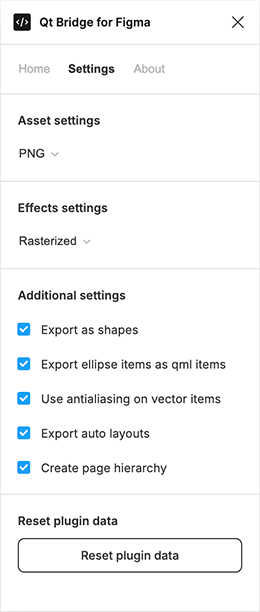 Qt Bridge for Figma
Home Settings About
Asset settings
PNG
Effects settings
Rasterized
Additional settings
Export as shapes
Export ellipse items as qml items
Use antialiasing on vector items
Export auto layouts
Create page hierarchy
Reset plugin data
Reset plugin data